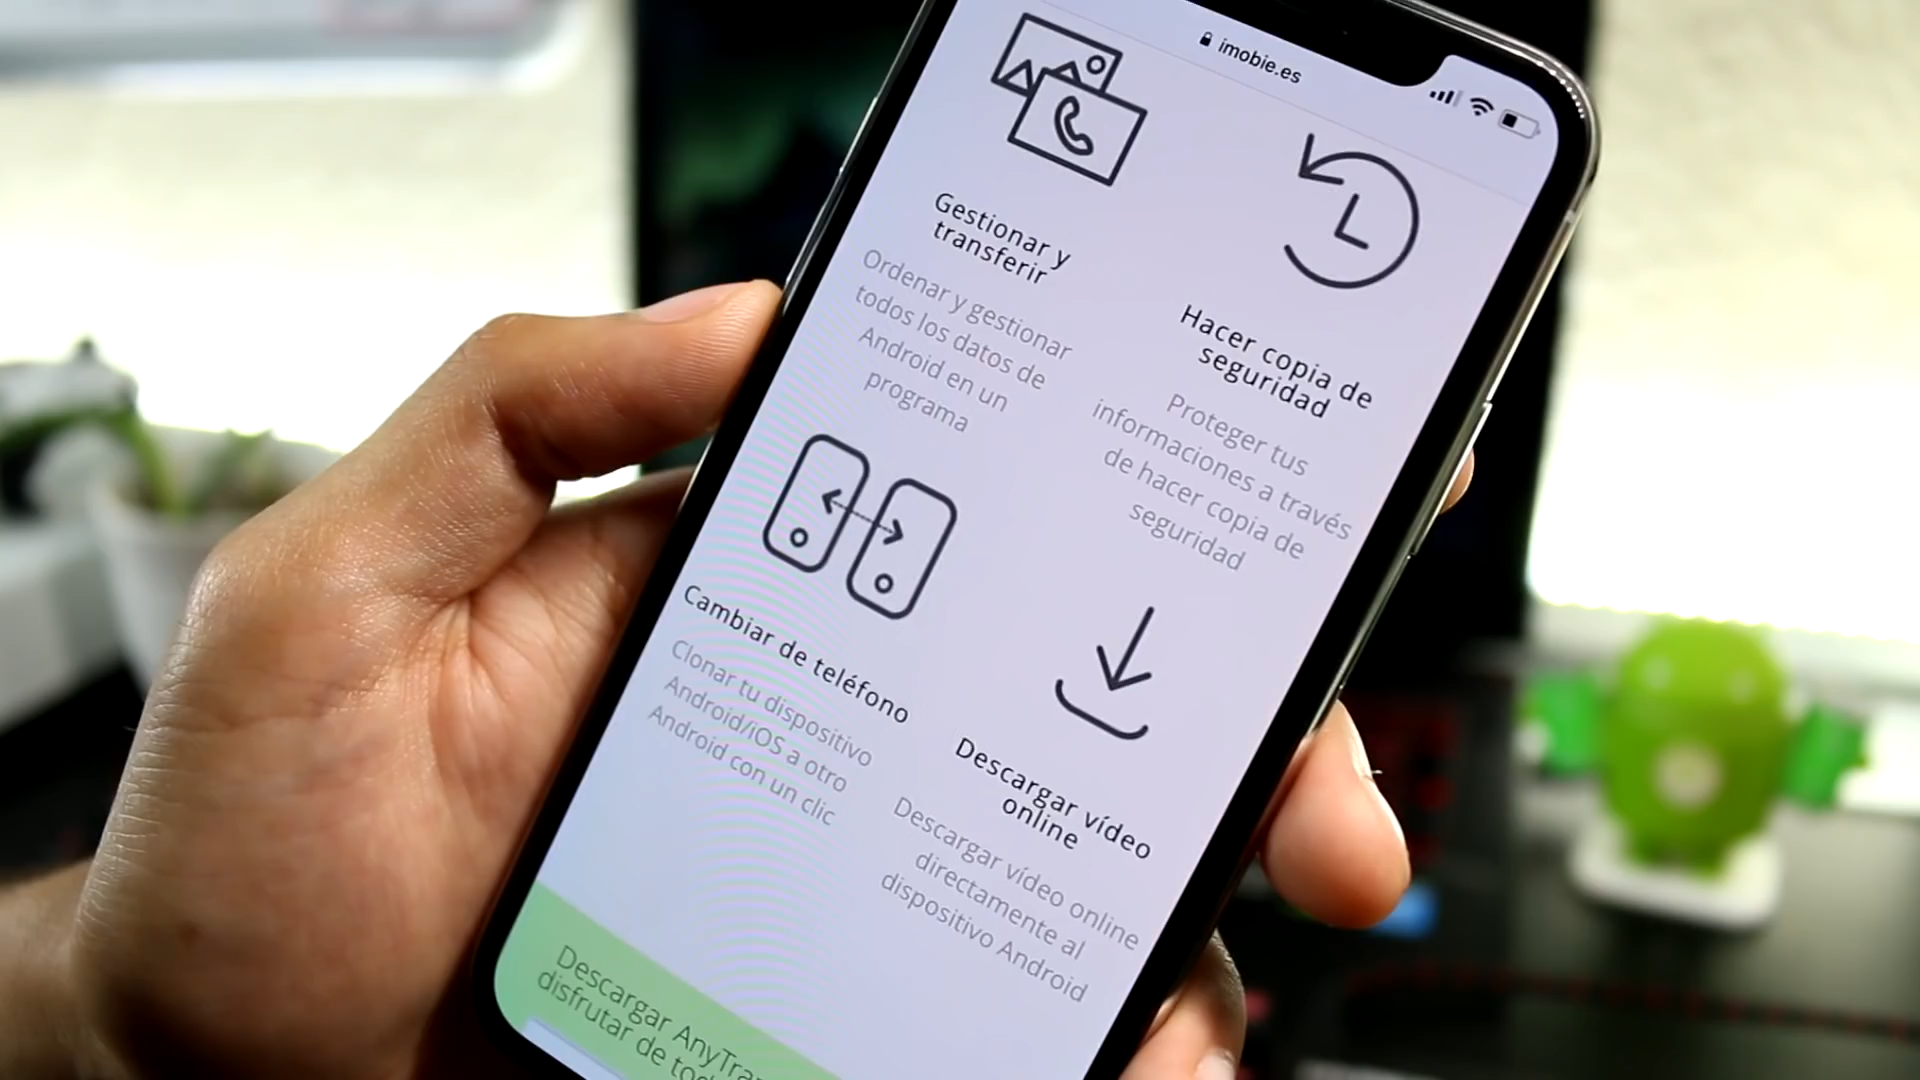 imobie.es
Gestionar y
transferir
Ordenar y gestionar
todos los datos de
Android en un
programa
Hacer copia de
seguridad
Proteger tus
informaciones a través
de hacer copia de
seguridad
Cambiar de teléfono
Clonar tu dispositivo
Android/iOS a otro
Android con un clic
Descargar vídeo
online
Descargar vídeo online
directamente al
dispositivo Android
Descargar AnyTra
disfrutar de tod